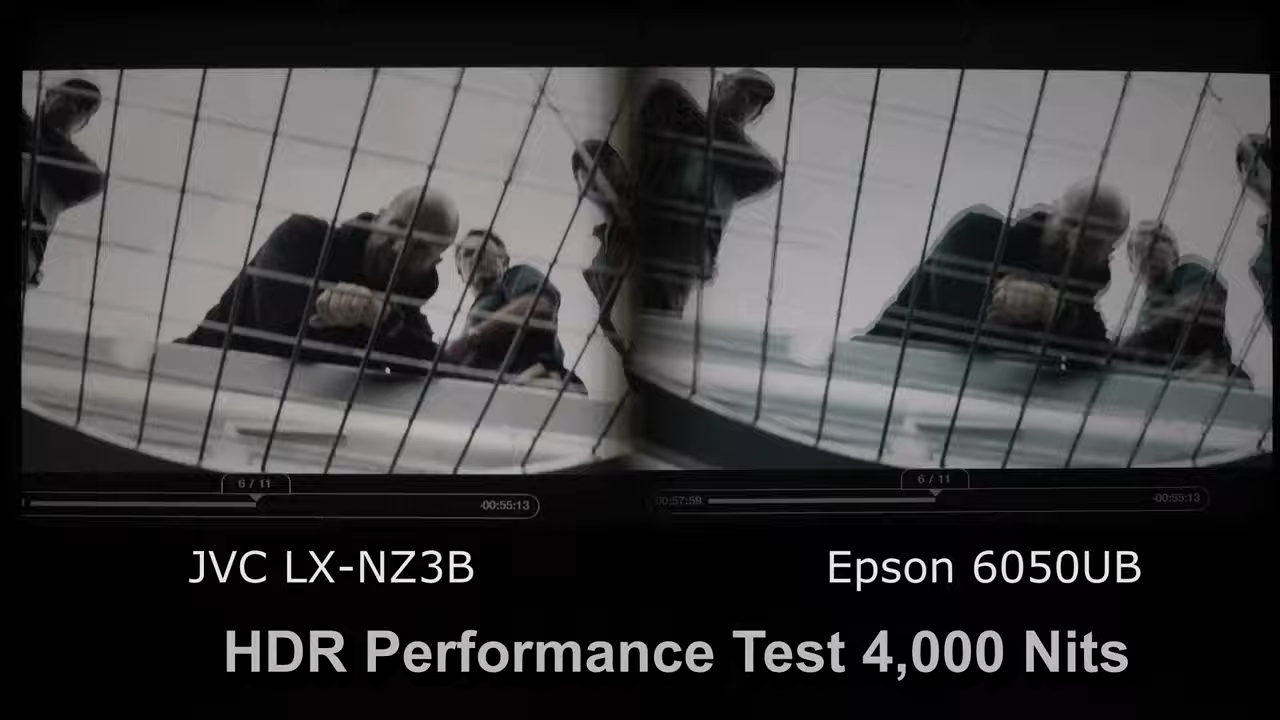 6 / 11
00:55:13
00:57:59
6 / 11
00:55:13
JVC LX-NZ3B
Epson 6050UB
HDR Performance Test 4,000 Nits